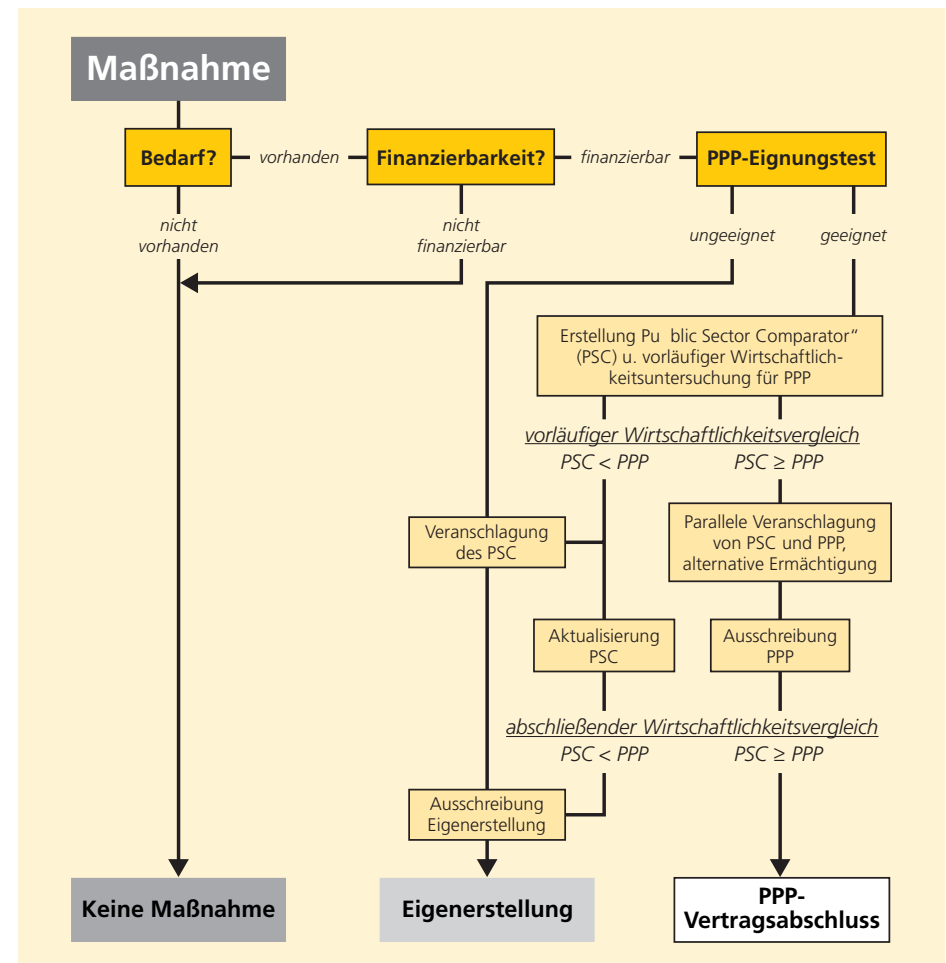 Maßnahme
Bedarf?
vorhanden
Finanzierbarkeit?
finanzierbar
PPP-Eignungstest
nicht
vorhanden
nicht
finanzierbar
ungeeignet
geeignet
Erstellung Pu blic Sector Comparator“
(PSC) u. vorläufiger Wirtschaftlich-
keitsuntersuchung für PPP
vorläufiger Wirtschaftlichkeitsvergleich
PSC < PPP
PSC ≥ PPP
Veranschlagung
des PSC
Parallele Veranschlagung
von PSC und PPP,
alternative Ermächtigung
Aktualisierung
PSC
Ausschreibung
PPP
abschließender Wirtschaftlichkeitsvergleich
PSC < PPP
PSC ≥ PPP
Ausschreibung
Eigenerstellung
Keine Maßnahme
Eigenerstellung
PPP-
Vertragsabschluss